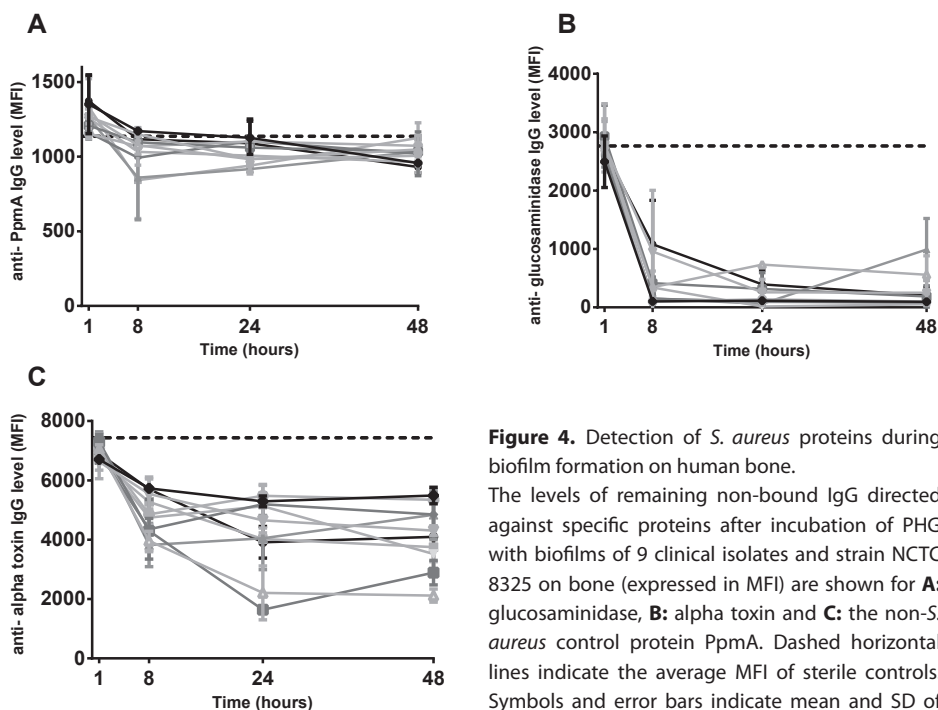 A
anti- PpmA IgG level (MFI)
1500
1000
500
0
1
8
24
48
Time (hours)
B
anti- glucosaminidase IgG level (MFI)
4000
3000
2000
1000
0
1
8
24
48
Time (hours)
C
anti- alpha toxin IgG level (MFI)
8000
6000
4000
2000
0
1
8
24
48
Time (hours)
Figure 4. Detection of S. aureus proteins during
biofilm formation on human bone.
The levels of remaining non-bound IgG directed
against specific proteins after incubation of PHG
with biofilms of 9 clinical isolates and strain NCTC
8325 on bone (expressed in MFI) are shown for A:
glucosaminidase, B: alpha toxin and C: the non-S.
aureus control protein PpmA. Dashed horizontal
lines indicate the average MFI of sterile controls.
Symbols and error bars indicate mean and SD of